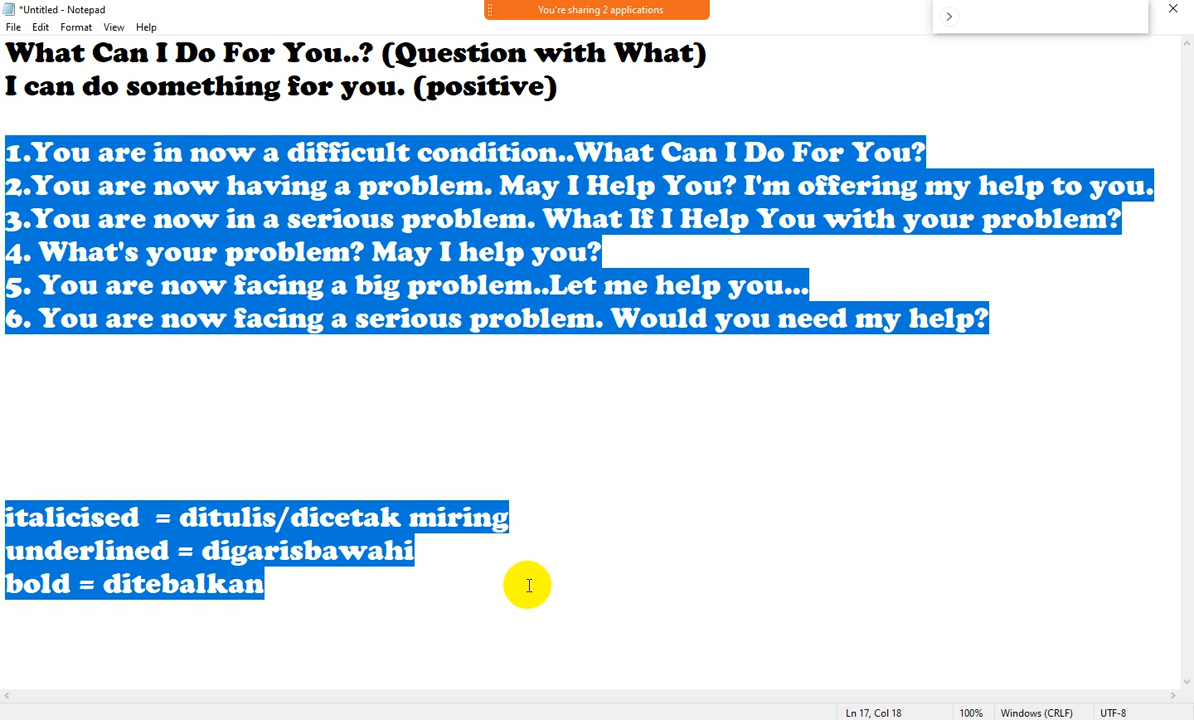 *Untitled - Notepad
You're sharing 2 applications
File Edit Format View Help
What Can I Do For You..? (Question with What)
I can do something for you. (positive)
1.You are in now a difficult condition..What Can I Do For You?
2.You are now having a problem. May I Help You? I'm offering my help to you.
3.You are now in a serious problem. What If I Help You with your problem?
4. What's your problem? May I help you?
5. You are now facing a big problem..Let me help you...
6. You are now facing a serious problem. Would you need my help?
italicised  = ditulis/dicetak miring
underlined = digarisbawahi
bold = ditebalkan
Ln 17, Col 18 100% Windows (CRLF) UTF-8